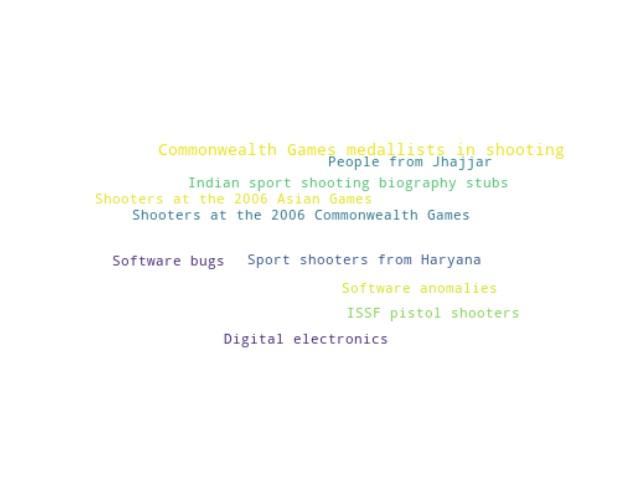 Commonwealth Games medallists in shooting
People from Jhajjar
Indian sport shooting biography stubs
Shooters at the 2006 Asian Games
Shooters at the 2006 Commonwealth Games
Software bugs
Sport shooters from Haryana
Software anomalies
ISSF pistol shooters
Digital electronics